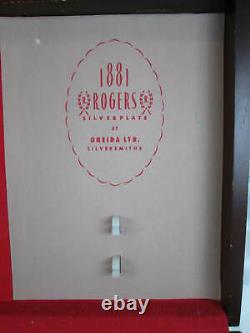 1881
ROGERS
SILVERPLATE
BY
ONEIDA LTD.
SILVERSMITHS